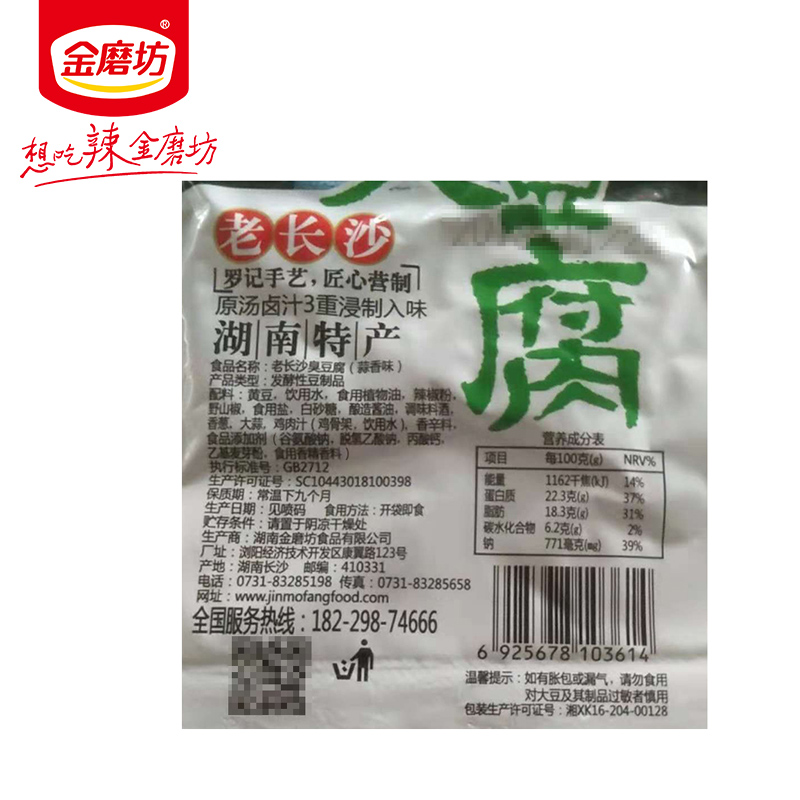 金磨坊®
想吃辣金磨坊
腐
老长沙
罗记手艺，匠心营制
原汤卤汁3重浸制入味
湖南特产
食品名称：老长沙臭豆腐（蒜香味）
产品类型：发酵性豆制品
配料：黄豆，饮用水，食用植物油，辣椒粉，
野山椒，食用盐，白砂糖，酿造酱油，调味料酒，
香葱，大蒜，鸡肉汁（鸡骨架，饮用水），香辛料，
食品添加剂（谷氨酸钠，脱氢乙酸钠，丙酸钙，
乙基麦芽粉，食用香精香料）
执行标准号：GB2712
生产许可证号：SC10443018100398
保质期：常温下九个月
生产日期：见喷码 食用方法：开袋即食
贮存条件：请置于阴凉干燥处
生产商：湖南金磨坊食品有限公司
厂址：浏阳经济技术开发区康翼路123号
产地：湖南长沙 邮编：410331
电话：0731-83285198 传真：0731-83285658
网址：www.jinmofangfood.com
全国服务热线：182-298-74666
营养成分表
项目 每100克(g) NRV%
能量 1162千焦(kJ) 14%
蛋白质 22.3克(g) 37%
脂肪 18.3克(g) 31%
碳水化合物 6.2克(g) 2%
钠 771毫克(mg) 39%
6 925678 103614
温馨提示：如有胀包或漏气，请勿食用
对大豆及其制品过敏者慎用
包装生产许可证号：湘XK16-204-00128